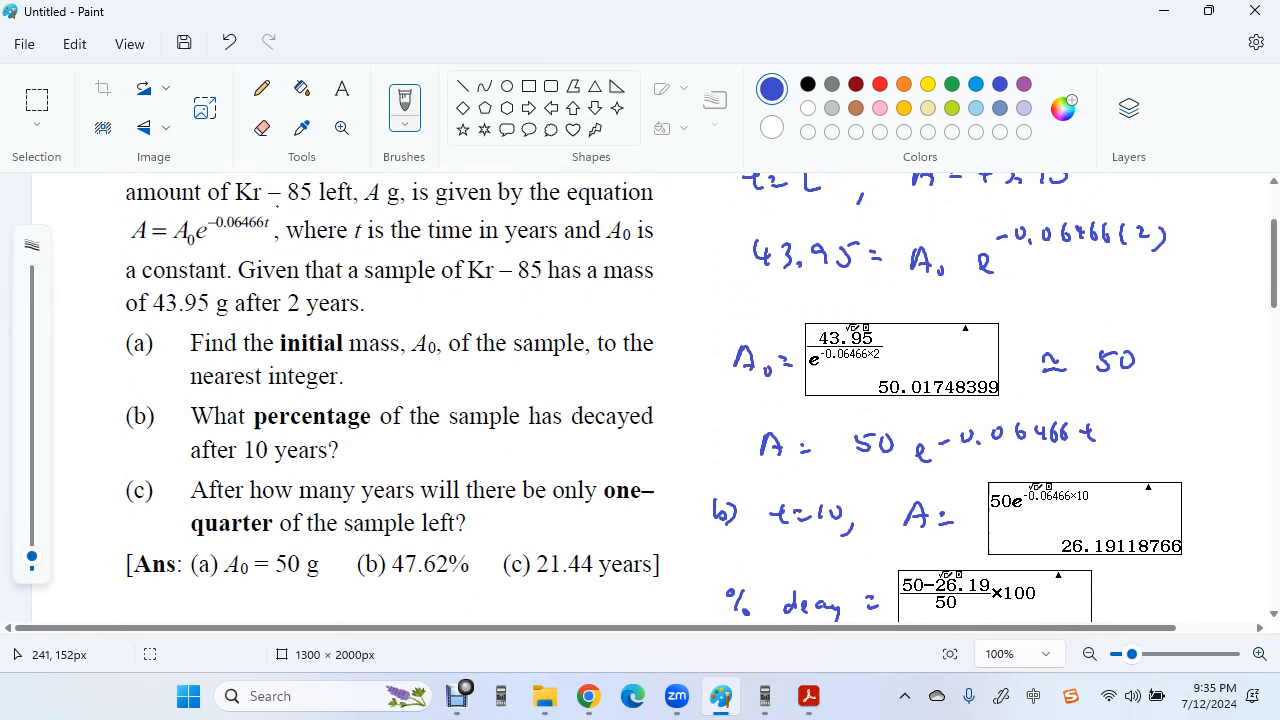 Untitled - Paint
File Edit View
Selection Image Tools Brushes Shapes Colors Layers
amount of Kr – 85 left, A g, is given by the equation
A = A₀e^−0.06466t, where t is the time in years and A₀ is
a constant. Given that a sample of Kr – 85 has a mass
of 43.95 g after 2 years.
(a) Find the initial mass, A₀, of the sample, to the
nearest integer.
(b) What percentage of the sample has decayed
after 10 years?
(c) After how many years will there be only one–
quarter of the sample left?
[Ans: (a) A₀ = 50 g (b) 47.62% (c) 21.44 years]
43.95 = A₀ e^−0.06466(2)
A₀ = 43.95 / e^-0.06466×2
50.01748399
≃ 50
A = 50 e^−0.06466t
b) t=10, A = 50e^-0.06466×10
26.19118766
% decay = 50−26.19 / 50 ×100
241, 152px
1300 × 2000px
100%
Search
zm
中
S
9:35 PM
7/12/2024